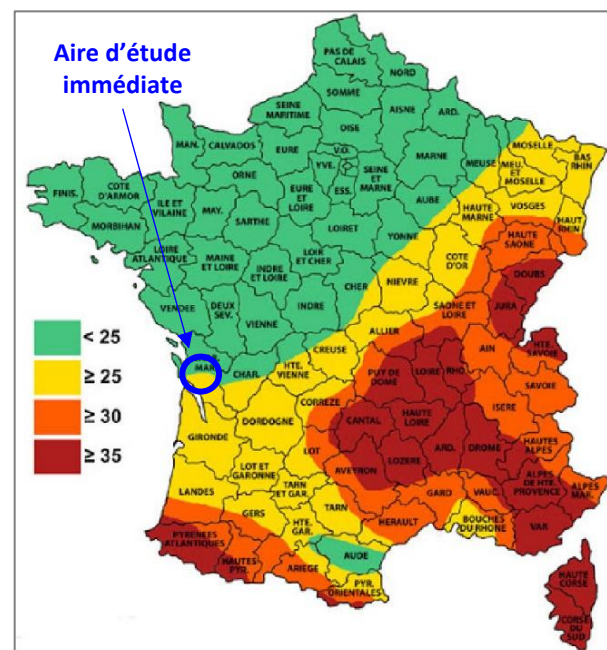 Aire d’étude
immédiate
PAS DE
CALAIS
NORD
SOMME
SEINE
MARITIME
AISNE
ARD.
OISE
MAN.
CALVADOS
EURE
V.O.
YVE.
ESS.
SEINE
ET
MARNE
MARNE
MEUSE
MOSELLE
MEU.
ET
MOSELLE
BAS
RHIN
FINIS.
COTE
D'ARMOR
ILE ET
VILAINE
MAY.
ORNE
EURE
ET
LOIRE
AUBE
HAUTE
MARNE
VOSGES
HAUT
RHIN
MORBIHAN
SARTHE
LOIRET
YONNE
HAUTE
SAONE
LOIRE
ATLANTIQUE
MAINE
ET LOIRE
INDRE
ET LOIRE
LOIR
ET CHER
CHER
NIEVRE
COTE
D'OR
DOUBS
VENDEE
DEUX
SEV.
VIENNE
INDRE
SAONE ET
LOIRE
JURA
ALLIER
MAR.
CHAR.
HTE.
VIENNE
CREUSE
PUY DE
DOME
LOIRE
RHO.
AIN
HTE.
SAVOIE
SAVOIE
< 25
≥ 25
≥ 30
≥ 35
CORREZE
CANTAL
HAUTE
LOIRE
ISERE
GIRONDE
DORDOGNE
LOT
LOZERE
ARD.
DROME
HAUTES
ALPES
LOT ET
GARONNE
AVEYRON
LANDES
TARN
ET GAR.
TARN
GARD
VAUC.
ALPES
DE HTE.
PROVENCE
ALPES
MAR.
GERS
HTE.
GAR.
HERAULT
BOUCHES
DU RHONE
VAR
PYRENEES
ATLANTIQUES
HAUTES
PYR.
ARIEGE
AUDE
PYR.
ORIENTALES
HAUTE
CORSE
CORSE
DU
SUD